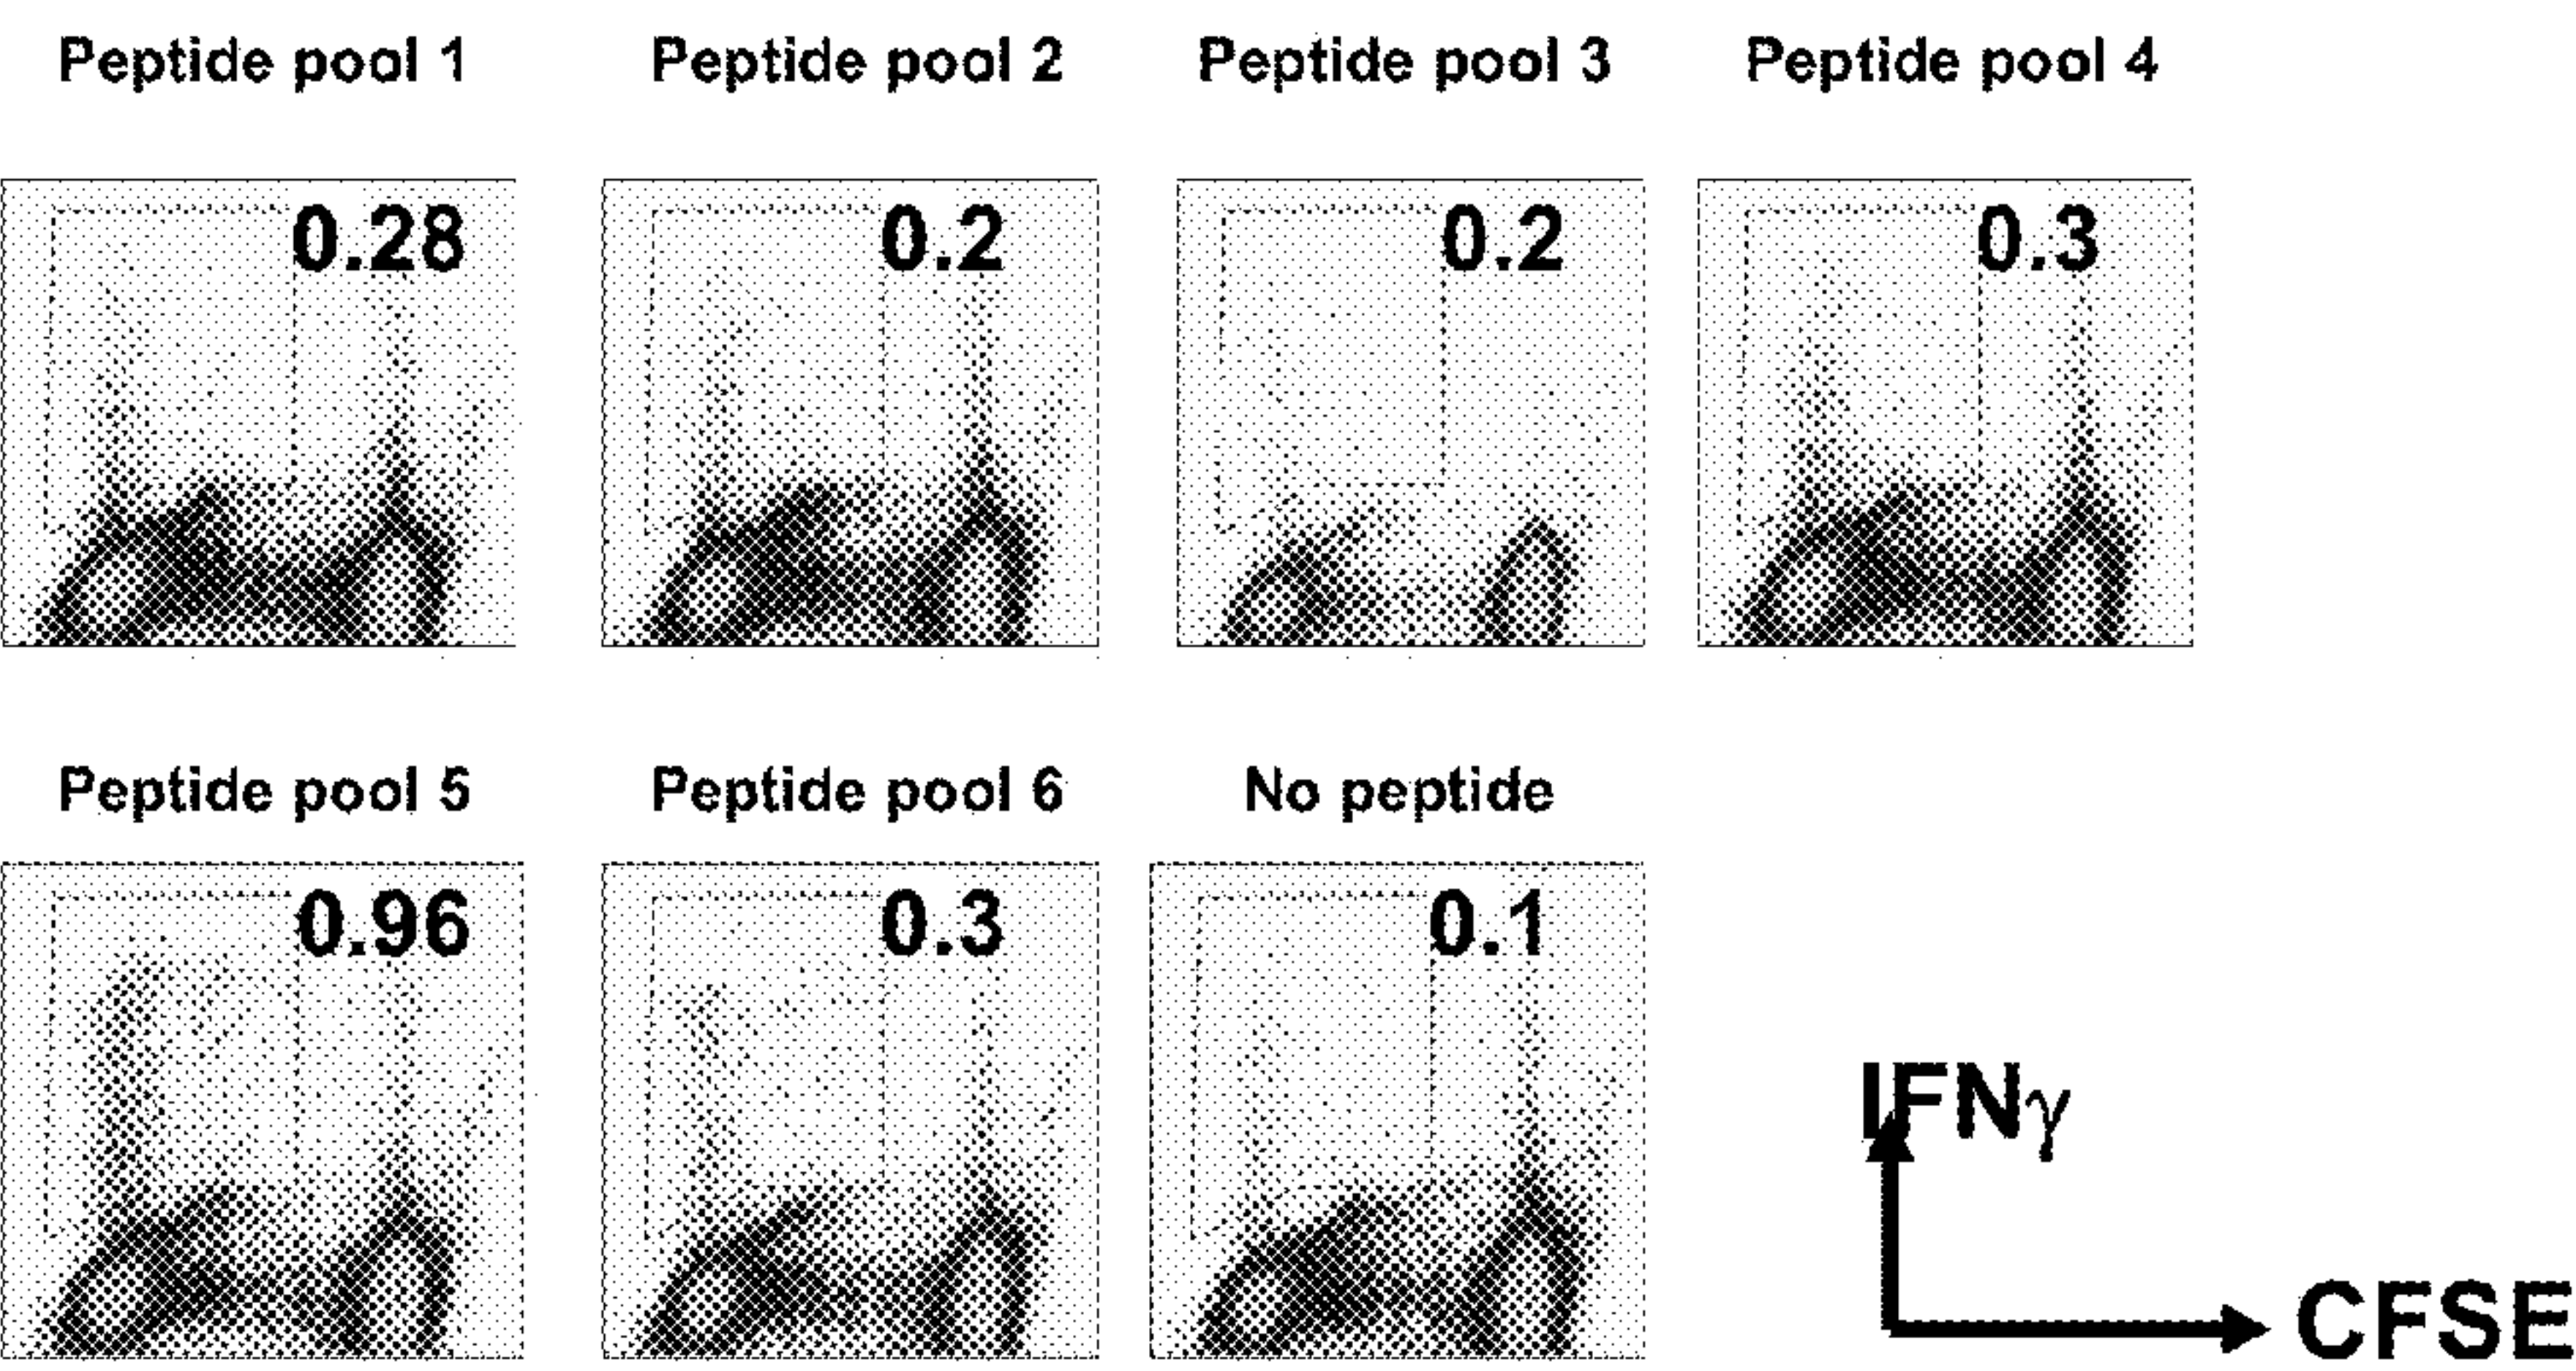 Peptide pool 1
Peptide pool 2
Peptide pool 3
Peptide pool 4
0.28
0.2
0.2
0.3
Peptide pool 5
Peptide pool 6
No peptide
0.96
0.3
0.1
IFNγ
CFSE